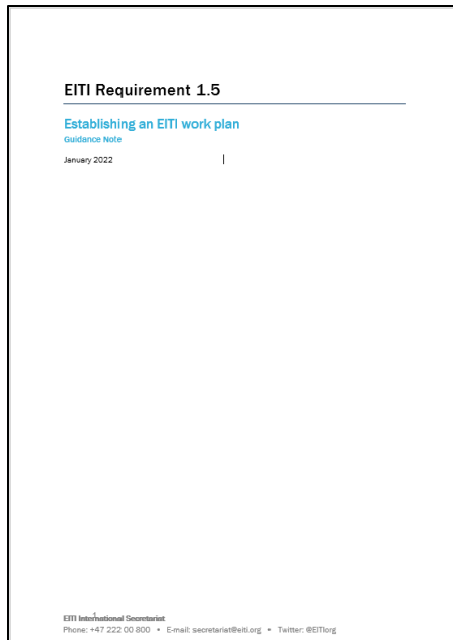 EITI Requirement 1.5
Establishing an EITI work plan
Guidance Note
January 2022
1
EITI International Secretariat
Phone: +47 222 00 800 • E-mail: secretariat@eiti.org • Twitter: @EITIorg